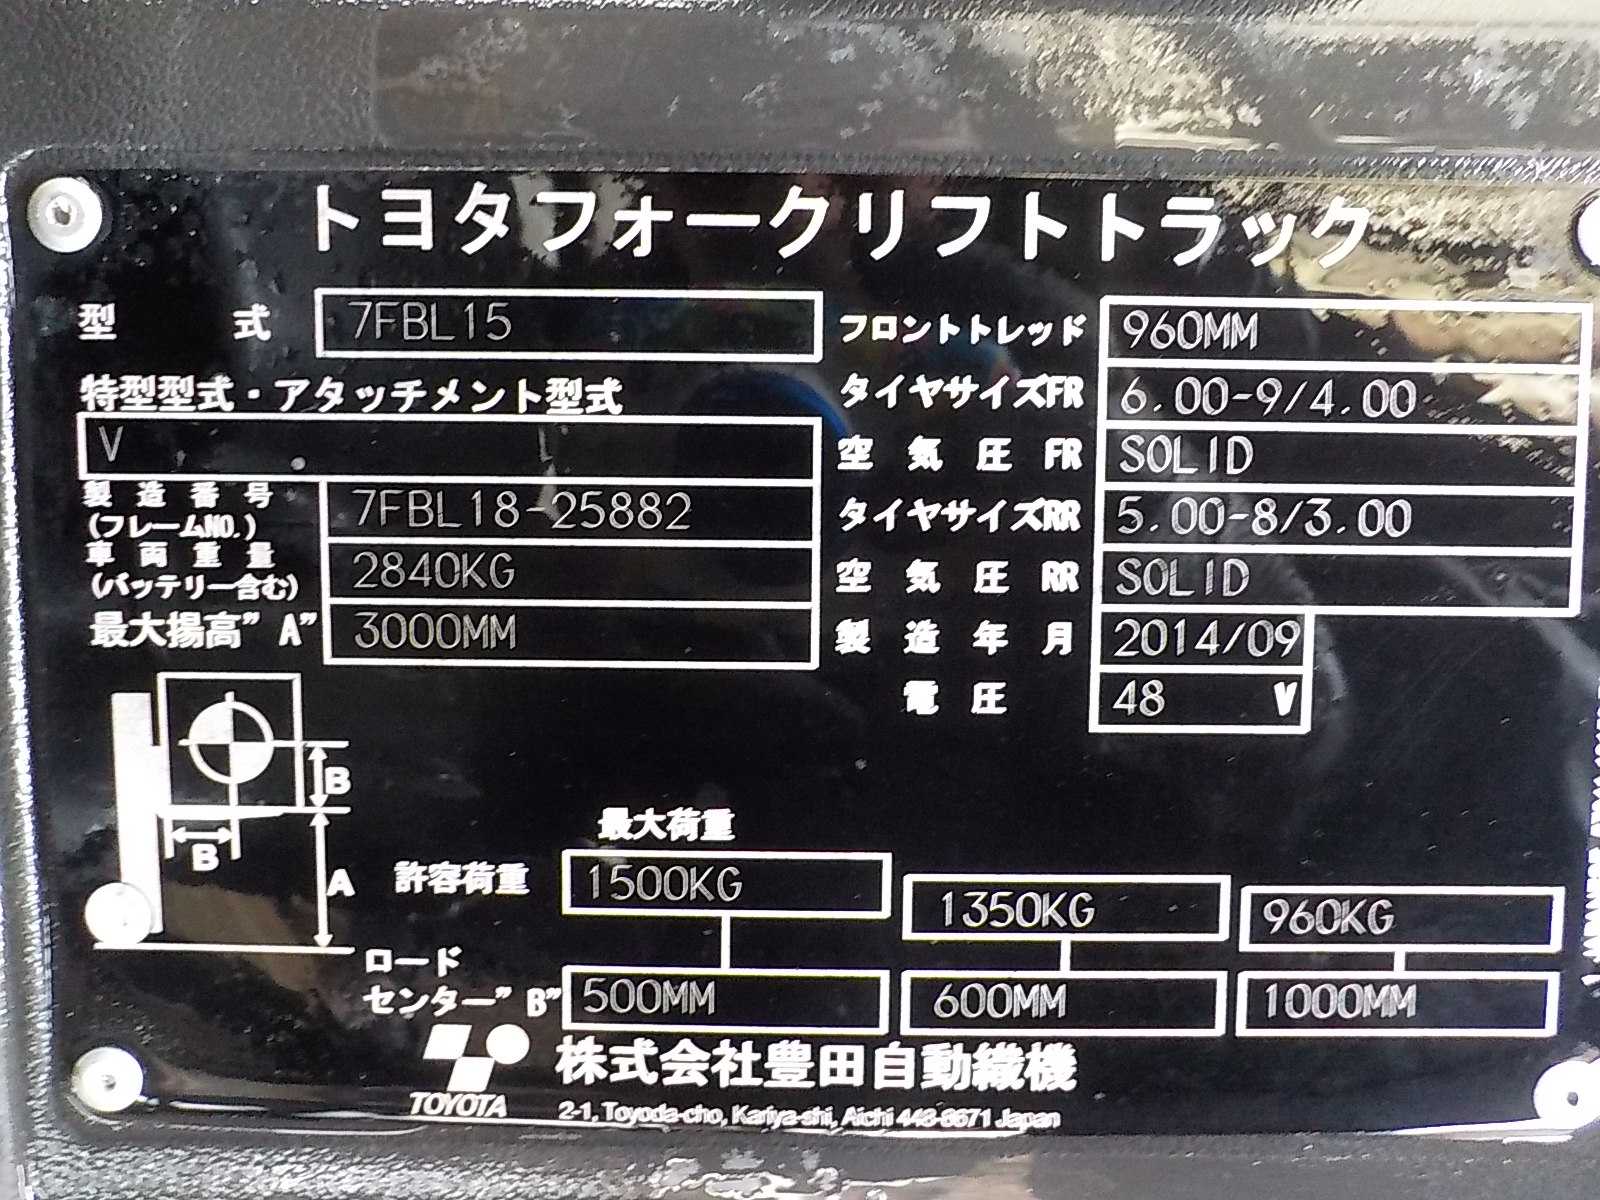 トヨタフォークリフトトラック
型式 7FBL15
フロントトレッド 960MM
特型型式・アタッチメント型式
V
タイヤサイズFR 6.00-9/4.00
空気圧 FR SOLID
製造番号
(フレームNO.)
7FBL18-25882
タイヤサイズRR 5.00-8/3.00
車両重量
(バッテリー含む)
2840KG
空気圧 RR SOLID
最大揚高"A" 3000MM
製造年月 2014/09
電圧 48 V
B
B
A
最大荷重
許容荷重 1500KG 1350KG 960KG
ロード
センター"B" 500MM 600MM 1000MM
TOYOTA
株式会社豊田自動織機
2-1, Toyoda-cho, Kariya-shi, Aichi 448-8671 Japan